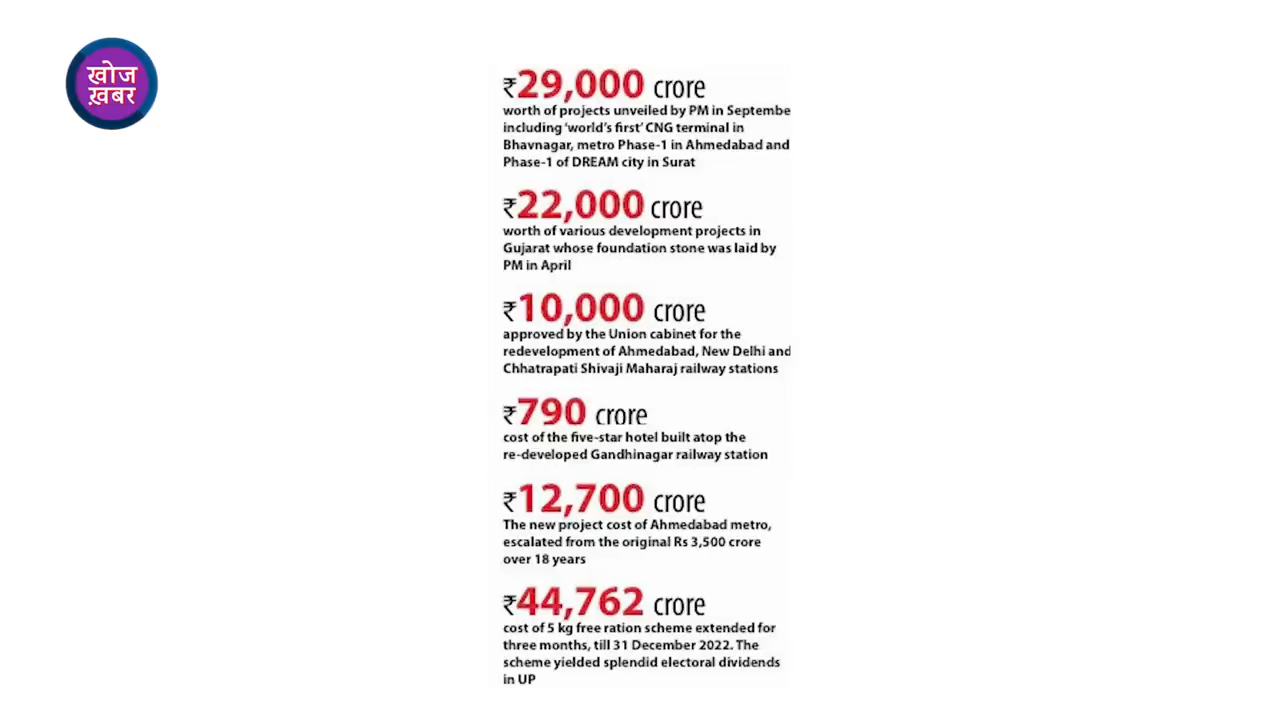 खोज
ख़बर
₹29,000 crore
worth of projects unveiled by PM in Septembe
including ‘world’s first’ CNG terminal in
Bhavnagar, metro Phase-1 in Ahmedabad and
Phase-1 of DREAM city in Surat
₹22,000 crore
worth of various development projects in
Gujarat whose foundation stone was laid by
PM in April
₹10,000 crore
approved by the Union cabinet for the
redevelopment of Ahmedabad, New Delhi and
Chhatrapati Shivaji Maharaj railway stations
₹790 crore
cost of the five-star hotel built atop the
re-developed Gandhinagar railway station
₹12,700 crore
The new project cost of Ahmedabad metro,
escalated from the original Rs 3,500 crore
over 18 years
₹44,762 crore
cost of 5 kg free ration scheme extended for
three months, till 31 December 2022. The
scheme yielded splendid electoral dividends
in UP